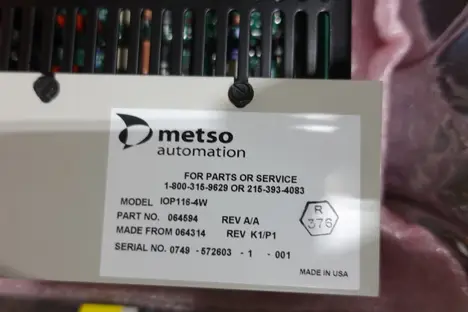 metso
automation
FOR PARTS OR SERVICE
1-800-315-9629 OR 215-393-4083
MODEL IOP116-4W
PART NO. 064594 REV A/A
MADE FROM 064314 REV K1/P1
R
376
SERIAL NO. 0749 -572603 - 1 - 001
MADE IN USA